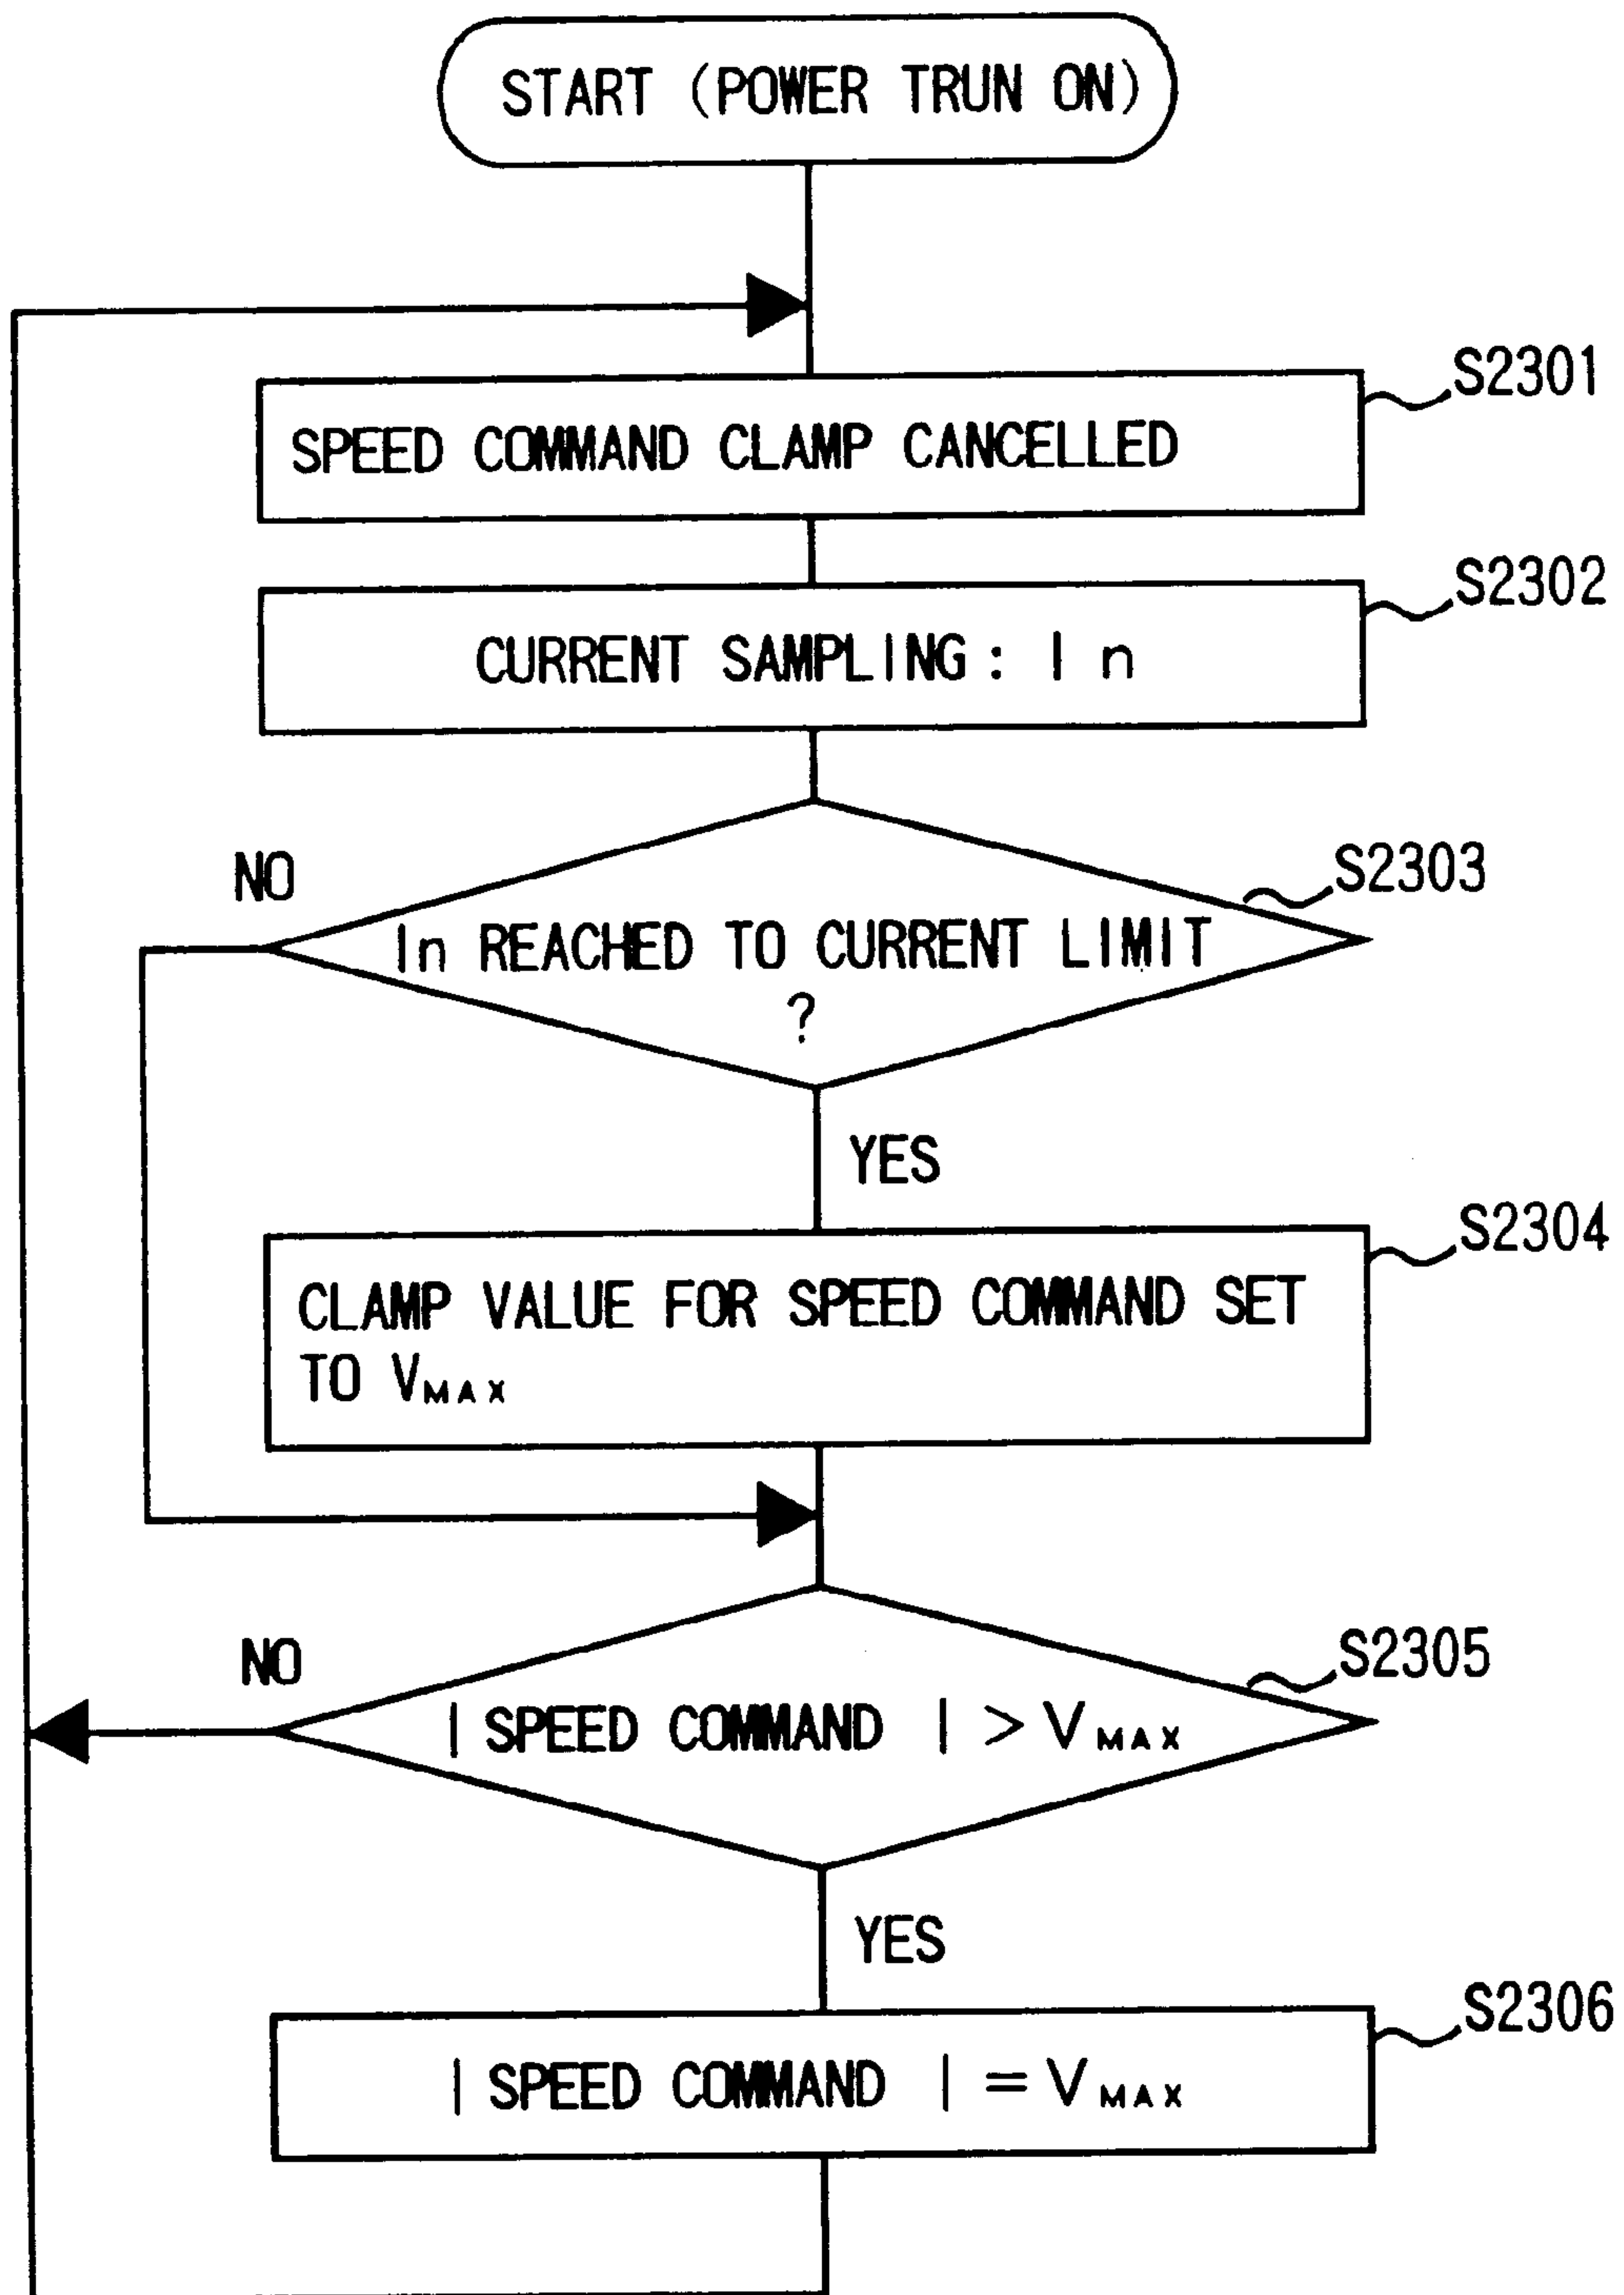 START (POWER TRUN ON)
S2301
SPEED COMMAND CLAMP CANCELLED
S2302
CURRENT SAMPLING: In
NO
S2303
In REACHED TO CURRENT LIMIT
?
YES
S2304
CLAMP VALUE FOR SPEED COMMAND SET
TO VMAX
NO
S2305
| SPEED COMMAND | > VMAX
YES
S2306
| SPEED COMMAND | = VMAX